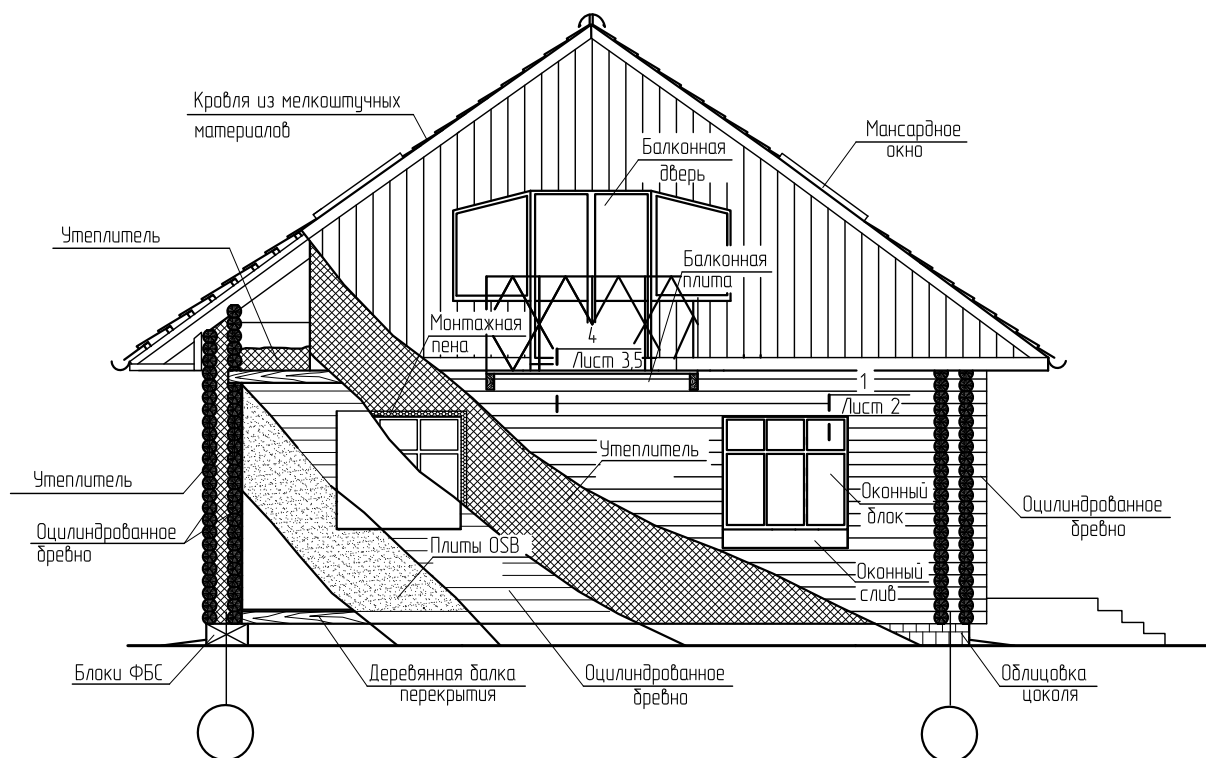 Кровля из мелкоштучных
материалов
Мансардное
окно
Балконная
дверь
Утеплитель
Балконная
плита
Монтажная
пена
4
Лист 3,5
1
Лист 2
Утеплитель
Утеплитель
Оконный
блок
Оцилиндрованное
бревно
Оцилиндрованное
бревно
Плиты OSB
Оконный
слив
Блоки ФБС
Деревянная балка
перекрытия
Оцилиндрованное
бревно
Облицовка
цоколя